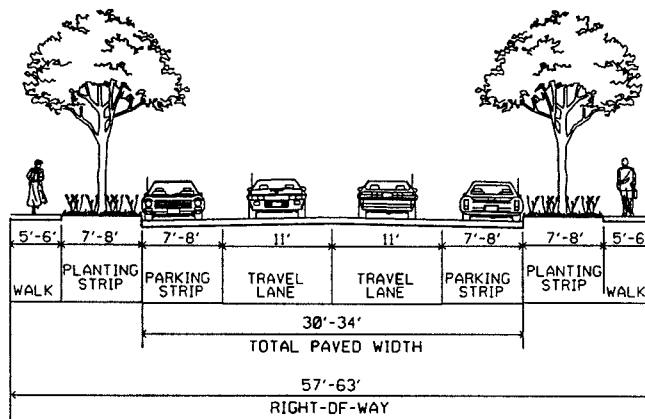 5'-6' 7'-8' 7'-8' 11' 11' 7'-8' 7'-8' 5'-6
WALK PLANTING STRIP PARKING STRIP TRAVEL LANE TRAVEL LANE PARKING STRIP PLANTING STRIP WALK
30'-34'
TOTAL PAVED WIDTH
57'-63'
RIGHT-OF-WAY